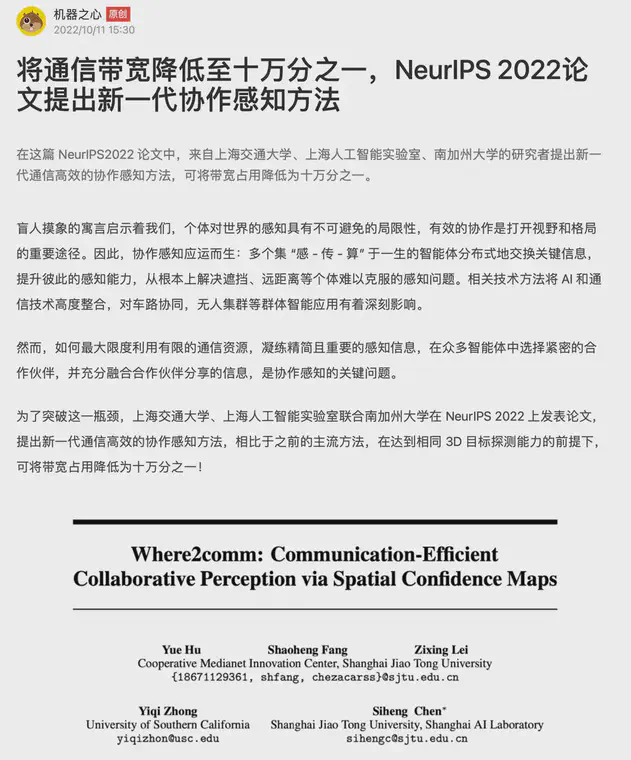 机器之心 原创
2022/10/11 15:30
将通信带宽降低至十万分之一，NeurIPS 2022论
文提出新一代协作感知方法
在这篇 NeurIPS2022 论文中，来自上海交通大学、上海人工智能实验室、南加州大学的研究者提出新一
代通信高效的协作感知方法，可将带宽占用降低为十万分之一。
盲人摸象的寓言启示着我们，个体对世界的感知具有不可避免的局限性，有效的协作是打开视野和格局
的重要途径。因此，协作感知应运而生：多个集 “感 - 传 - 算” 于一生的智能体分布式地交换关键信息，
提升彼此的感知能力，从根本上解决遮挡、远距离等个体难以克服的感知问题。相关技术方法将 AI 和通
信技术高度整合，对车路协同，无人集群等群体智能应用有着深刻影响。
然而，如何最大限度利用有限的通信资源，凝练精简且重要的感知信息，在众多智能体中选择紧密的合
作伙伴，并充分融合合作伙伴分享的信息，是协作感知的关键问题。
为了突破这一瓶颈，上海交通大学、上海人工智能实验室联合南加州大学在 NeurIPS 2022 上发表论文，
提出新一代通信高效的协作感知方法，相比于之前的主流方法，在达到相同 3D 目标探测能力的前提下，
可将带宽占用降低为十万分之一！
Where2comm: Communication-Efficient
Collaborative Perception via Spatial Confidence Maps
Yue Hu Shaoheng Fang Zixing Lei
Cooperative Medianet Innovation Center, Shanghai Jiao Tong University
{18671129361, shfang, chezacarss}@sjtu.edu.cn
Yiqi Zhong Siheng Chen*
University of Southern California Shanghai Jiao Tong University, Shanghai AI Laboratory
yiqizhon@usc.edu sihengc@sjtu.edu.cn